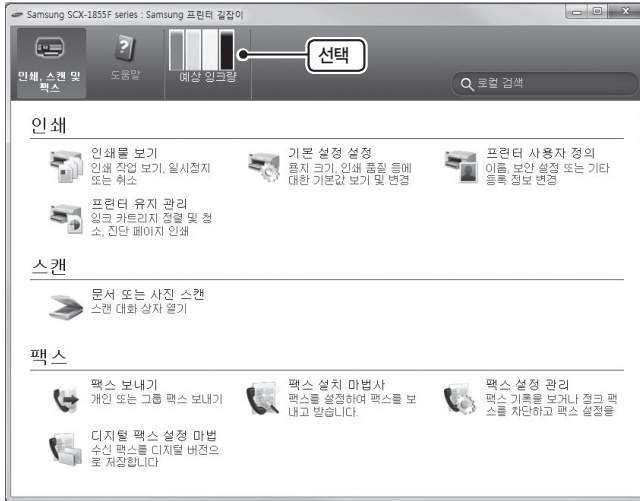 Samsung SCX-1855F series : Samsung 프린터 길잡이
인쇄, 스캔 및
팩스
도움말
예상 잉크량
선택
로컬 검색
인쇄
인쇄물 보기
인쇄 작업 보기, 일시정지
또는 취소
기본 설정 설정
용지 크기, 인쇄 품질 등에
대한 기본값 보기 및 변경
프린터 사용자 정의
이름, 보안 설정 또는 기타
등록 정보 변경
프린터 유지 관리
잉크 카트리지 정렬 및 청
소, 진단 페이지 인쇄
스캔
문서 또는 사진 스캔
스캔 대화 상자 열기
팩스
팩스 보내기
개인 또는 그룹 팩스 보내기
팩스 설치 마법사
팩스를 설정하여 팩스를 보
내고 받습니다.
팩스 설정 관리
팩스 기록을 보거나 정크 팩
스를 차단하고 팩스 설정을
디지털 팩스 설정 마법
수신 팩스를 디지털 버전으
로 저장합니다